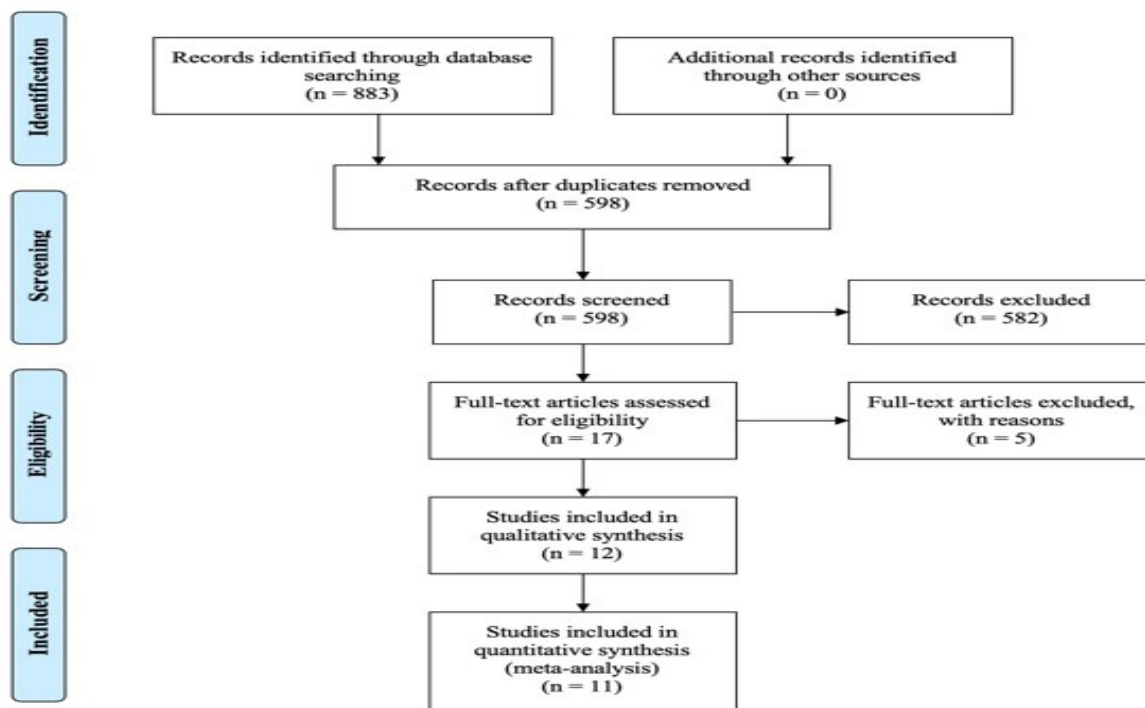 Identification
Records identified through database
searching
(n = 883)
Additional records identified
through other sources
(n = 0)
Records after duplicates removed
(n = 598)
Screening
Records screened
(n = 598)
Records excluded
(n = 582)
Eligibility
Full-text articles assessed
for eligibility
(n = 17)
Full-text articles excluded,
with reasons
(n = 5)
Studies included in
qualitative synthesis
(n = 12)
Included
Studies included in
quantitative synthesis
(meta-analysis)
(n = 11)